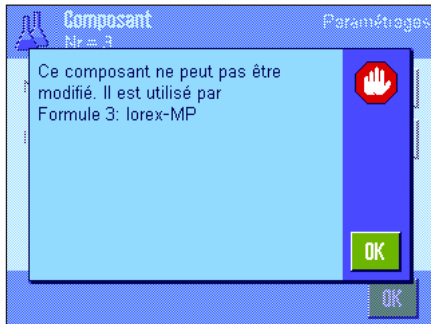 Composant
Paramétrages
Nr = 3
Ce composant ne peut pas être
modifié. Il est utilisé par
Formule 3: lorex-MP
OK
OK